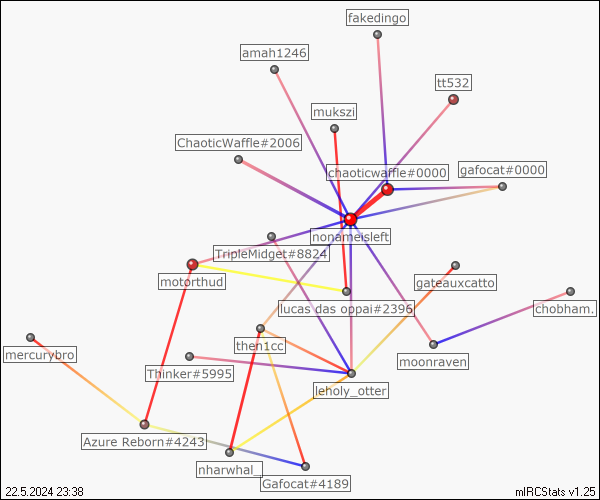 fakedingo
amah1246
tt532
mukszi
ChaoticWaffle#2006
chaoticwaffle#0000
gafocat#0000
nonameisleft
TripleMidget#8824
motorthud
gateauxcatto
lucas das oppai#2396
chobham.
then1cc
mercurybro
moonraven
Thinker#5995
leholy_otter
Azure Reborn#4243
nharwhal_
Gafocat#4189
22.5.2024 23:38
mIRCStats v1.25